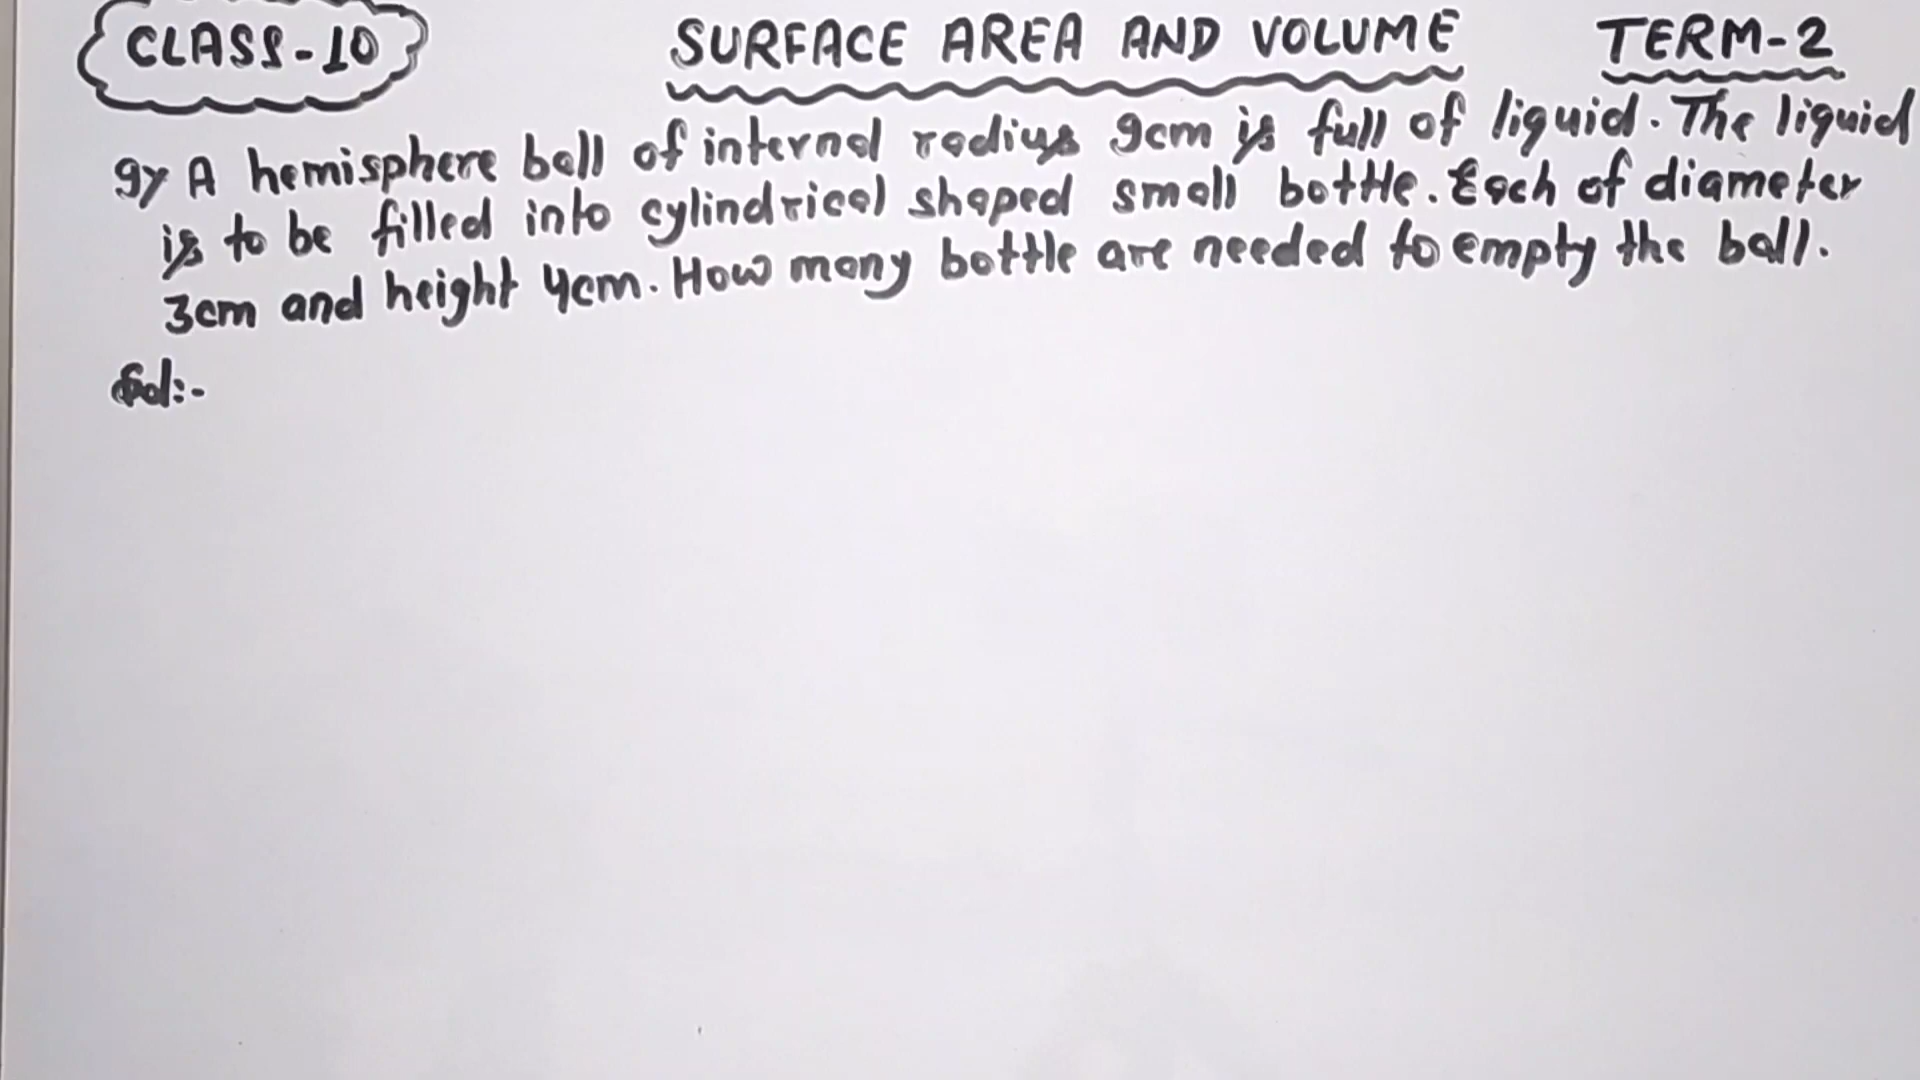 CLASS-10
SURFACE AREA AND VOLUME
TERM-2
9) A hemisphere ball of internal radius 9cm is full of liquid. The liquid
is to be filled into cylindrical shaped small bottle. Each of diameter
3cm and height 4cm. How many bottle are needed to empty the ball.
Sol:-